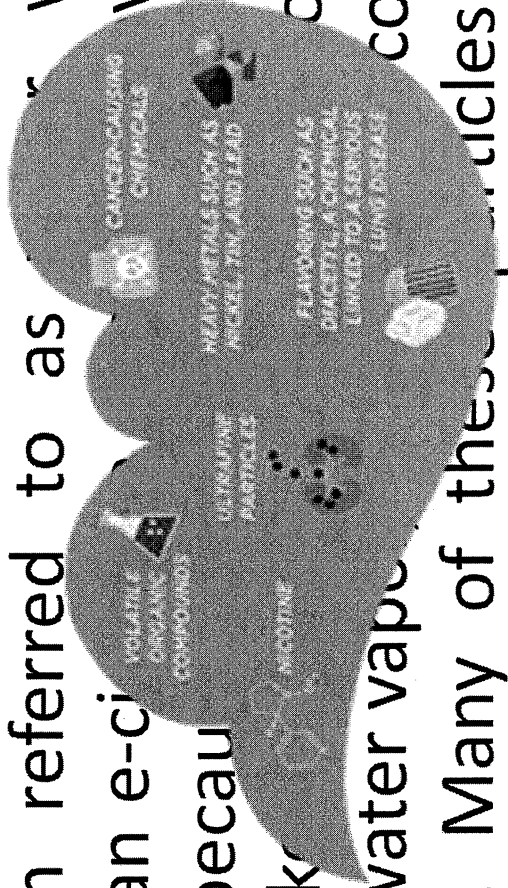 referred to as
an e-ci
becau
water vapo co
Many of these ticles
VOLATILE
ORGANIC
COMPOUNDS
NICOTINE
ULTRAFINE
PARTICLES
CANCER-CAUSING
CHEMICALS
HEAVY METALS SUCH AS
NICKEL, TIN, AND LEAD
FLAVORING SUCH AS
DIACETYL, A CHEMICAL
LINKED TO A SERIOUS
LUNG DISEASE